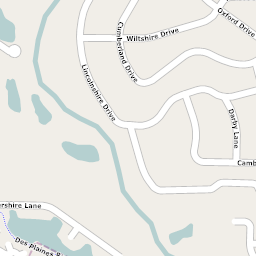 Oxford Drive
Wiltshire Drive
Cumberland Drive
Lincolnshire Drive
Darby Lane
Camb
ershire Lane
Des Plaines R